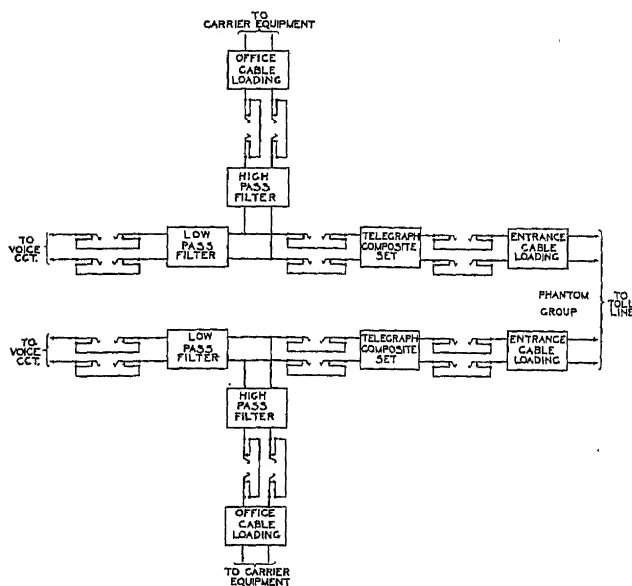 TO
CARRIER EQUIPMENT
OFFICE
CABLE
LOADING
HIGH
PASS
FILTER
TO
VOICE
CCT.
LOW
PASS
FILTER
TELEGRAPH
COMPOSITE
SET
ENTRANCE
CABLE
LOADING
PHANTOM
GROUP
TO
TOLL
LINE
TO
VOICE
CCT.
LOW
PASS
FILTER
TELEGRAPH
COMPOSITE
SET
ENTRANCE
CABLE
LOADING
HIGH
PASS
FILTER
OFFICE
CABLE
LOADING
TO CARRIER
EQUIPMENT